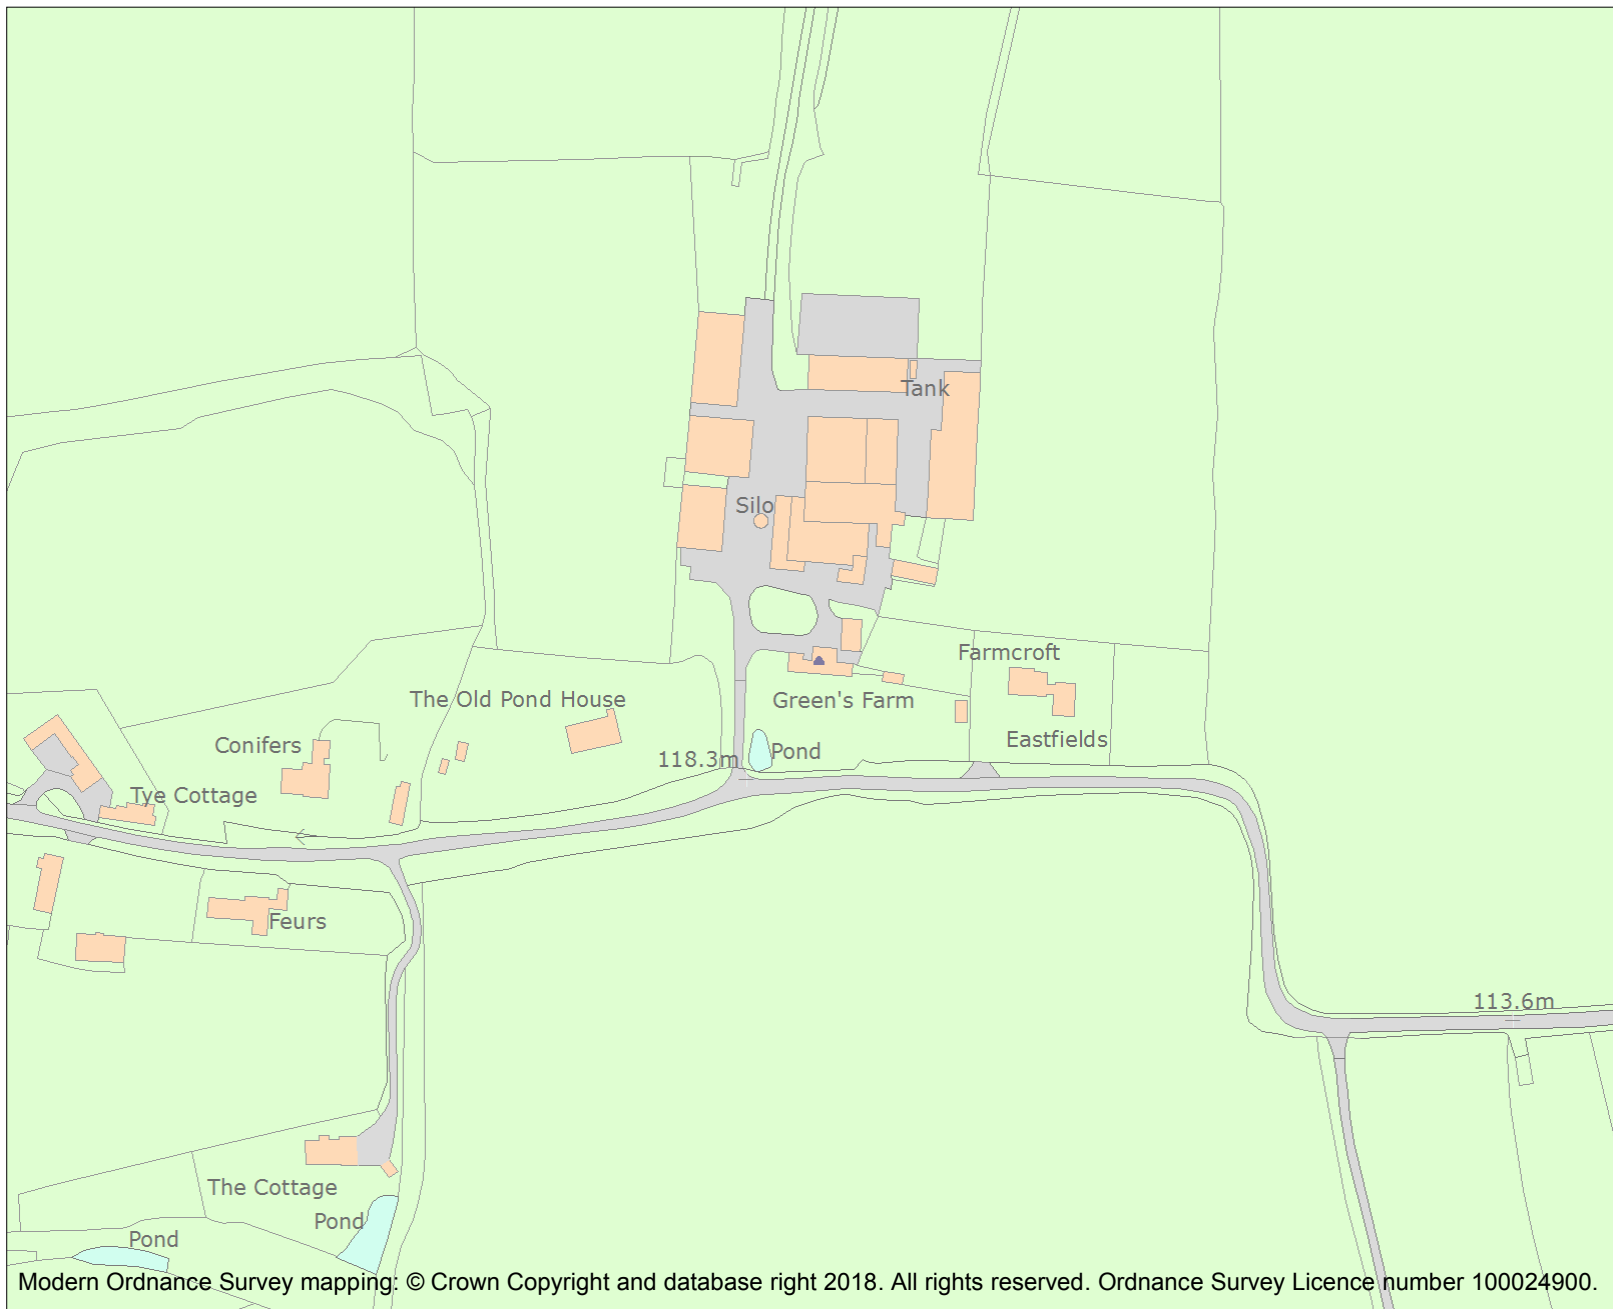 Tank
Silo
Farmcroft
The Old Pond House
Green's Farm
Conifers
Eastfields
118.3m
Pond
Tye Cottage
Feurs
113.6m
The Cottage
Pond
Pond
Modern Ordnance Survey mapping: © Crown Copyright and database right 2018. All rights reserved. Ordnance Survey Licence number 100024900.